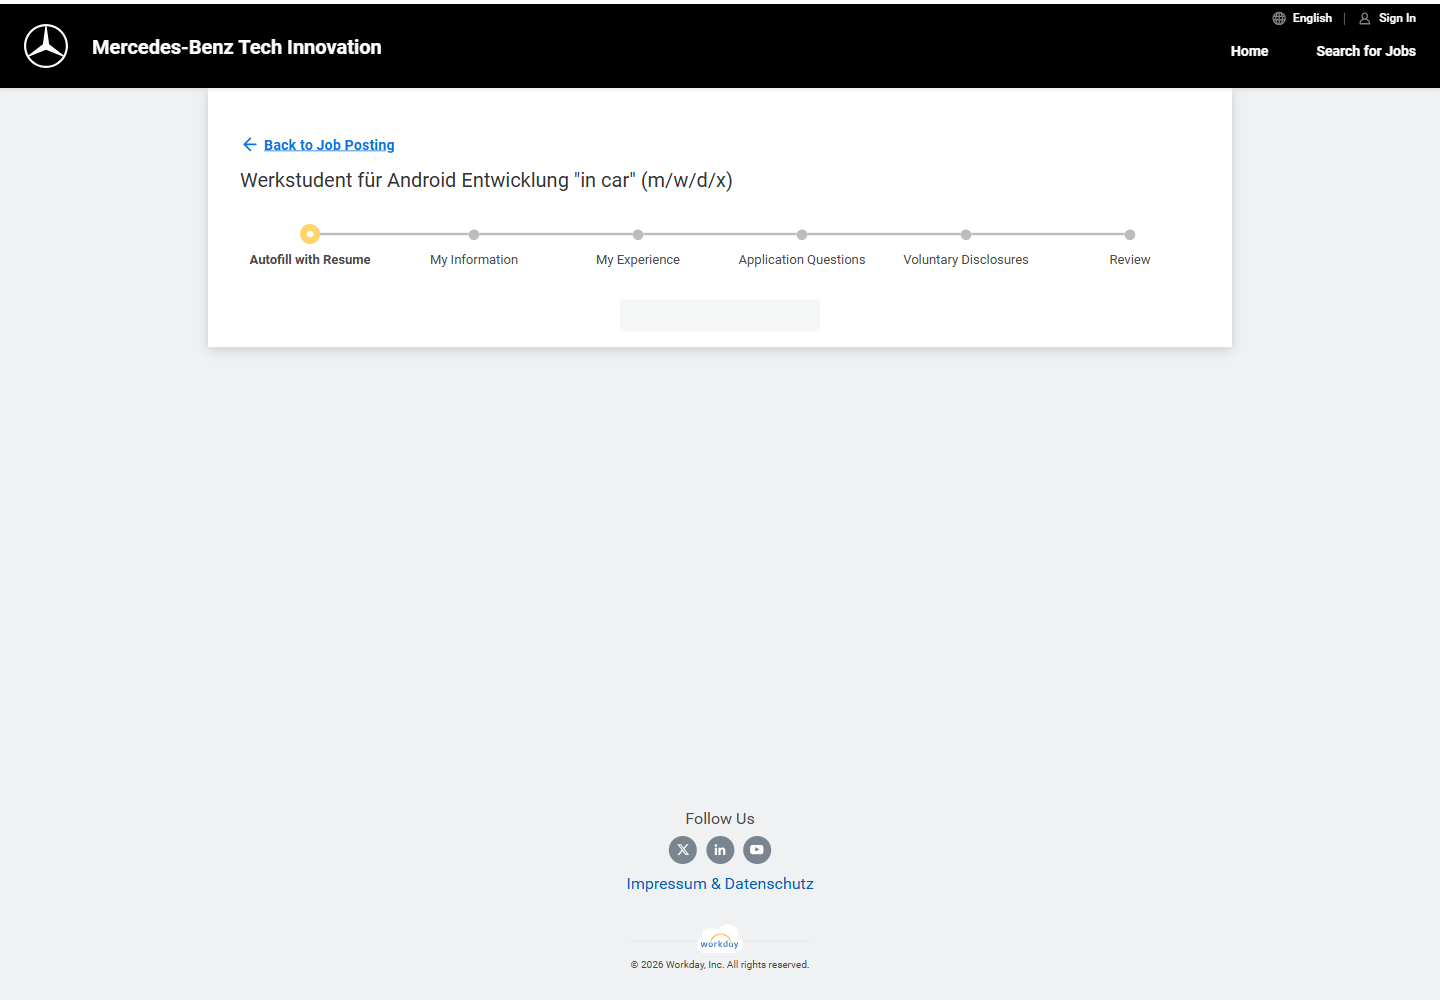 English
Sign In
Mercedes-Benz Tech Innovation
Home
Search for Jobs
Back to Job Posting
Werkstudent für Android Entwicklung "in car" (m/w/d/x)
Autofill with Resume
My Information
My Experience
Application Questions
Voluntary Disclosures
Review
Follow Us
Impressum & Datenschutz
workday
© 2026 Workday, Inc. All rights reserved.